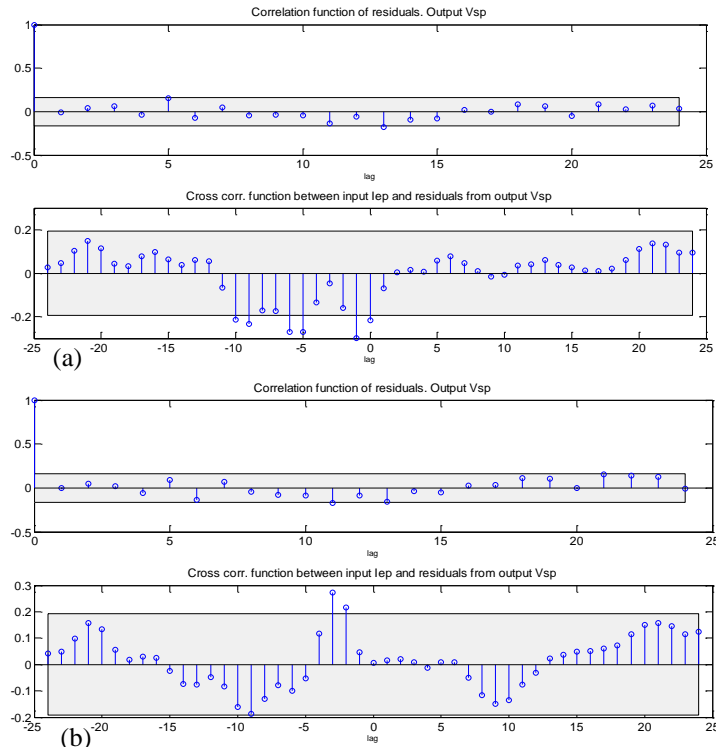 Correlation function of residuals. Output Vsp
1
0.5
0
-0.5
0 5 10 15 20 25
lag
Cross corr. function between input Iep and residuals from output Vsp
0.2
0
-0.2
-25 -20 -15 -10 -5 0 5 10 15 20 25
lag
(a)
Correlation function of residuals. Output Vsp
1
0.5
0
-0.5
0 5 10 15 20 25
lag
Cross corr. function between input Iep and residuals from output Vsp
0.3
0.2
0.1
0
-0.1
-0.2
-25 -20 -15 -10 -5 0 5 10 15 20 25
lag
(b)